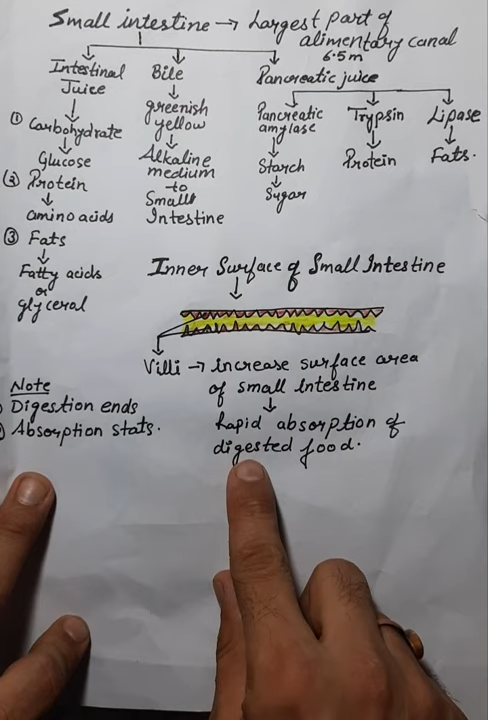 Small intestine → Largest part of
alimentary canal
6.5m
Intestinal
Juice
① Carbohydrate
↓
Glucose
② Protein
↓
amino acids
③ Fats
↓
Fatty acids
or
glyceral
Bile
↓
greenish
yellow
↓
Alkaline
medium
to
Small
Intestine
Pancreatic juice
Pancreatic
amylase
↓
Starch
↓
Sugar
Trypsin
↓
Protein
Lipase
↓
Fats.
Inner Surface of Small Intestine
Villi → increase surface area
of small Intestine
↓
Rapid absorption of
digested food.
Note
Digestion ends
Absorption stats.